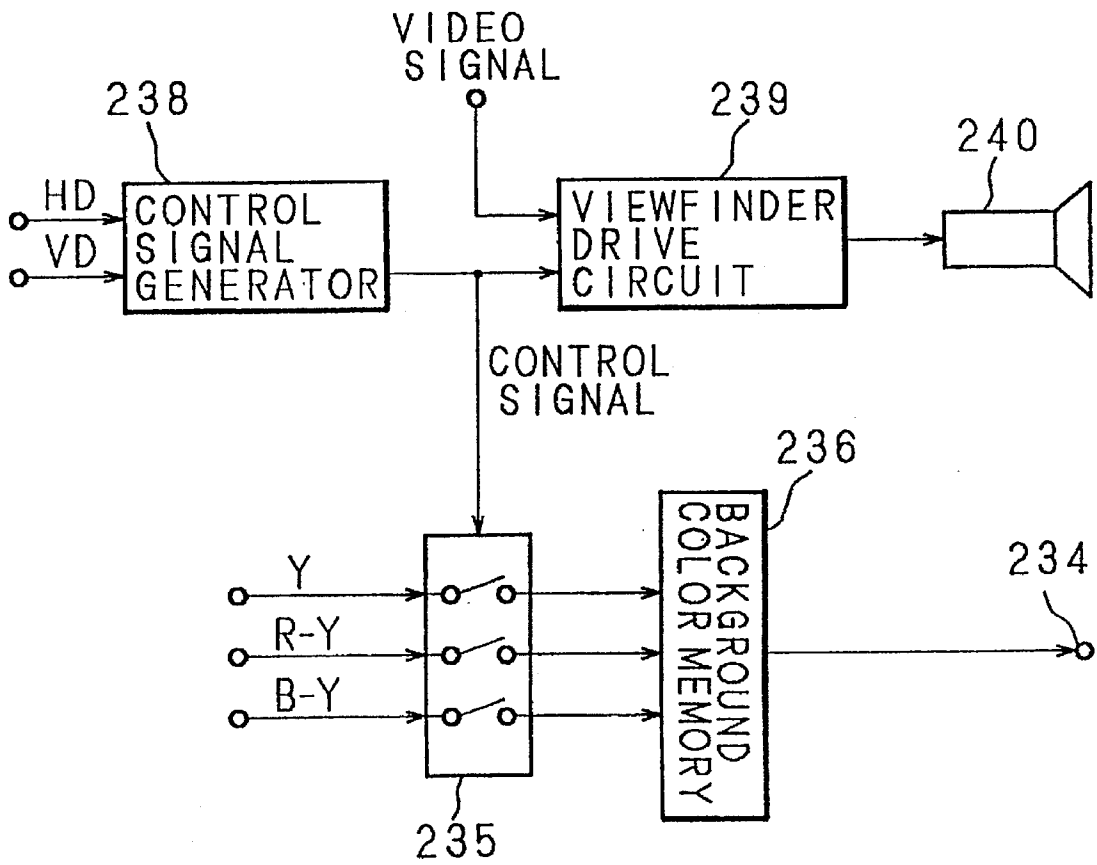 VIDEO
SIGNAL
238
239
240
HD
VD
CONTROL
SIGNAL
GENERATOR
VIEWFINDER
DRIVE
CIRCUIT
CONTROL
SIGNAL
236
BACKGROUND
COLOR MEMORY
234
Y
R-Y
B-Y
235